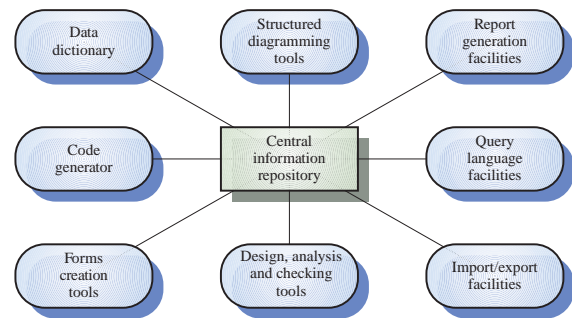 Data
dictionary
Structured
diagramming
tools
Report
generation
facilities
Code
generator
Central
information
repository
Query
language
facilities
Forms
creation
tools
Design, analysis
and checking
tools
Import/export
facilities